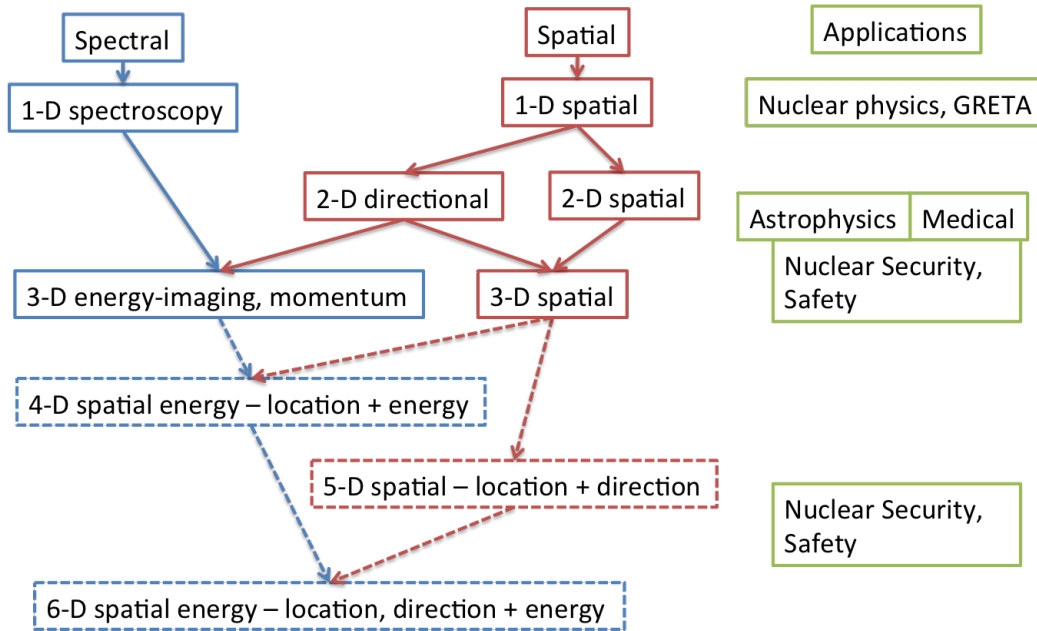 Spectral
Spatial
Applications
1-D spectroscopy
1-D spatial
Nuclear physics, GRETA
2-D directional
2-D spatial
Astrophysics
Medical
3-D energy-imaging, momentum
3-D spatial
Nuclear Security,
Safety
4-D spatial energy – location + energy
5-D spatial – location + direction
Nuclear Security,
Safety
6-D spatial energy – location, direction + energy